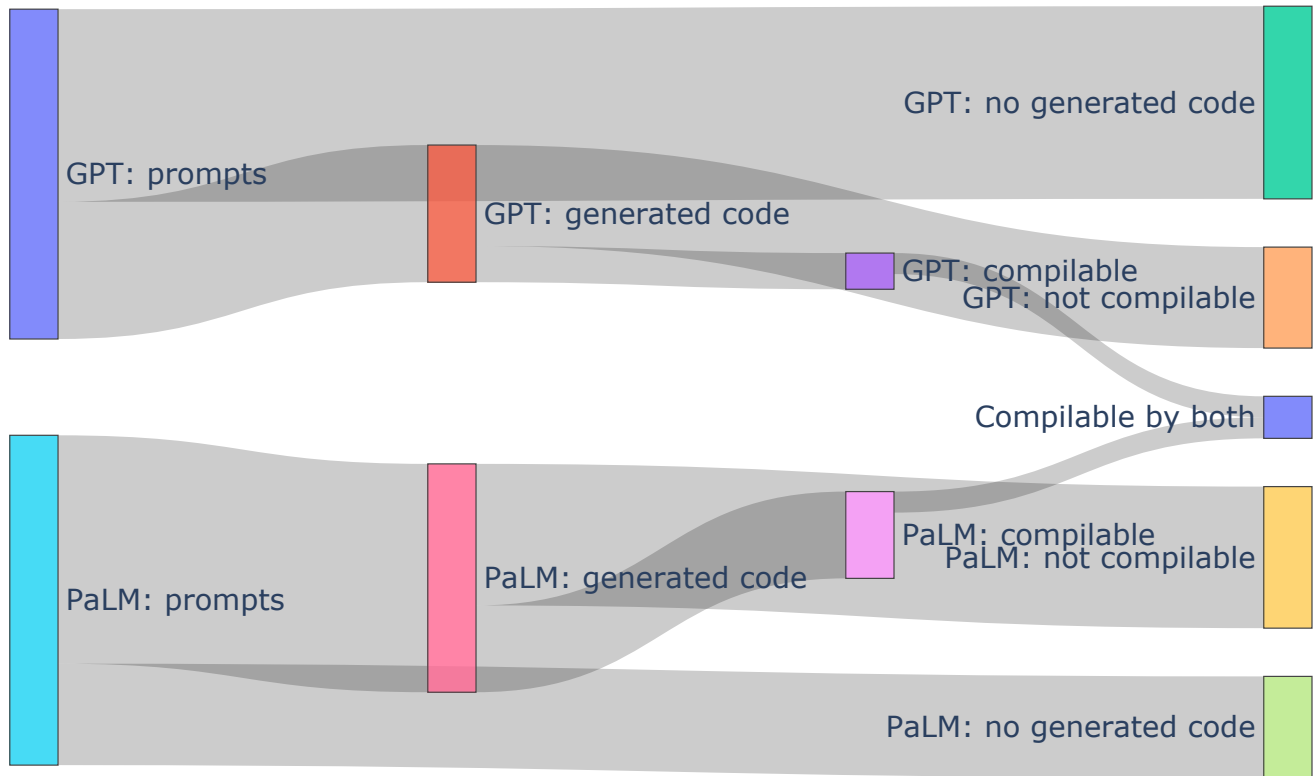 GPT: no generated code
GPT: prompts
GPT: generated code
GPT: compilable
GPT: not compilable
Compilable by both
PaLM: compilable
PaLM: not compilable
PaLM: generated code
PaLM: prompts
PaLM: no generated code